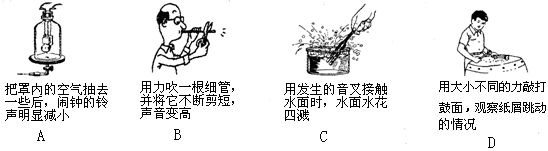 把罩内的空气抽去
一些后，闹钟的铃
声明显减小
A
用力吹一根细管，
并将它不断剪短，
声音变高
B
用发生的音叉接触
水面时，水面水花
四溅
C
用大小不同的力敲打
鼓面，观察纸眉跳动
的情况
D